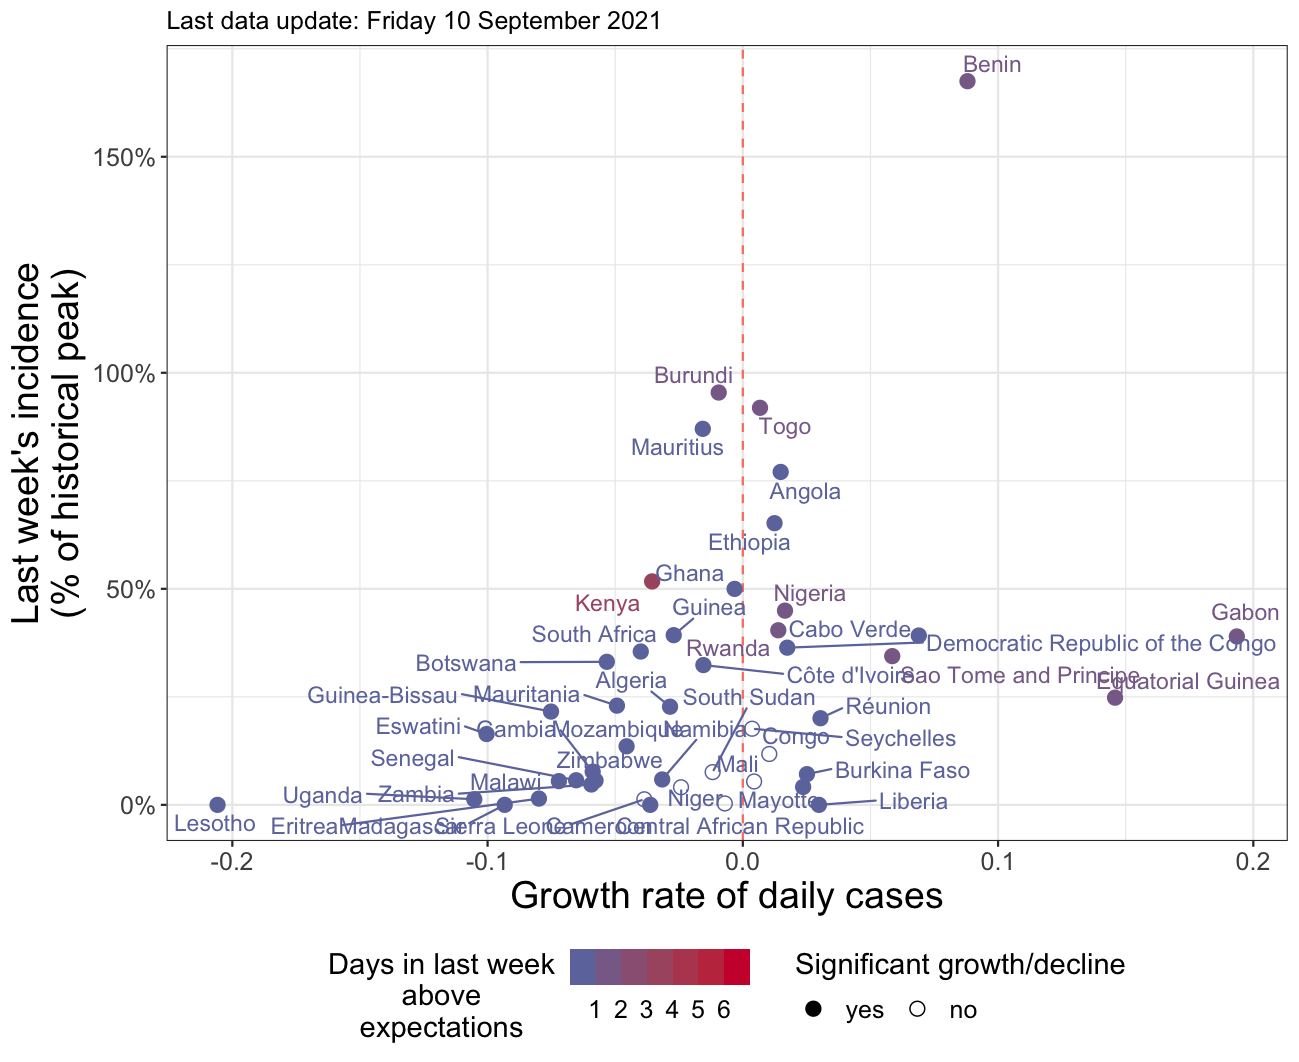 Last data update: Friday 10 September 2021
Last week's incidence
(% of historical peak)
150%
100%
50%
0%
Benin
Burundi
Togo
Mauritius
Angola
Ethiopia
Ghana
Kenya
Nigeria
Guinea
Gabon
South Africa
Cabo Verde
Rwanda
Democratic Republic of the Congo
Botswana
Côte d'Ivoire
Sao Tome and Principe
Equatorial Guinea
Algeria
Guinea-Bissau
Mauritania
South Sudan
Réunion
Eswatini
Gambia
Mozambique
Namibia
Congo
Seychelles
Senegal
Zimbabwe
Mali
Burkina Faso
Malawi
Uganda
Zambia
Niger
Mayotte
Liberia
Lesotho
Eritrea
Madagascar
Sierra Leone
Cameroon
Central African Republic
-0.2
-0.1
0.0
0.1
0.2
Growth rate of daily cases
Days in last week
above
expectations
1 2 3 4 5 6
Significant growth/decline
yes
no